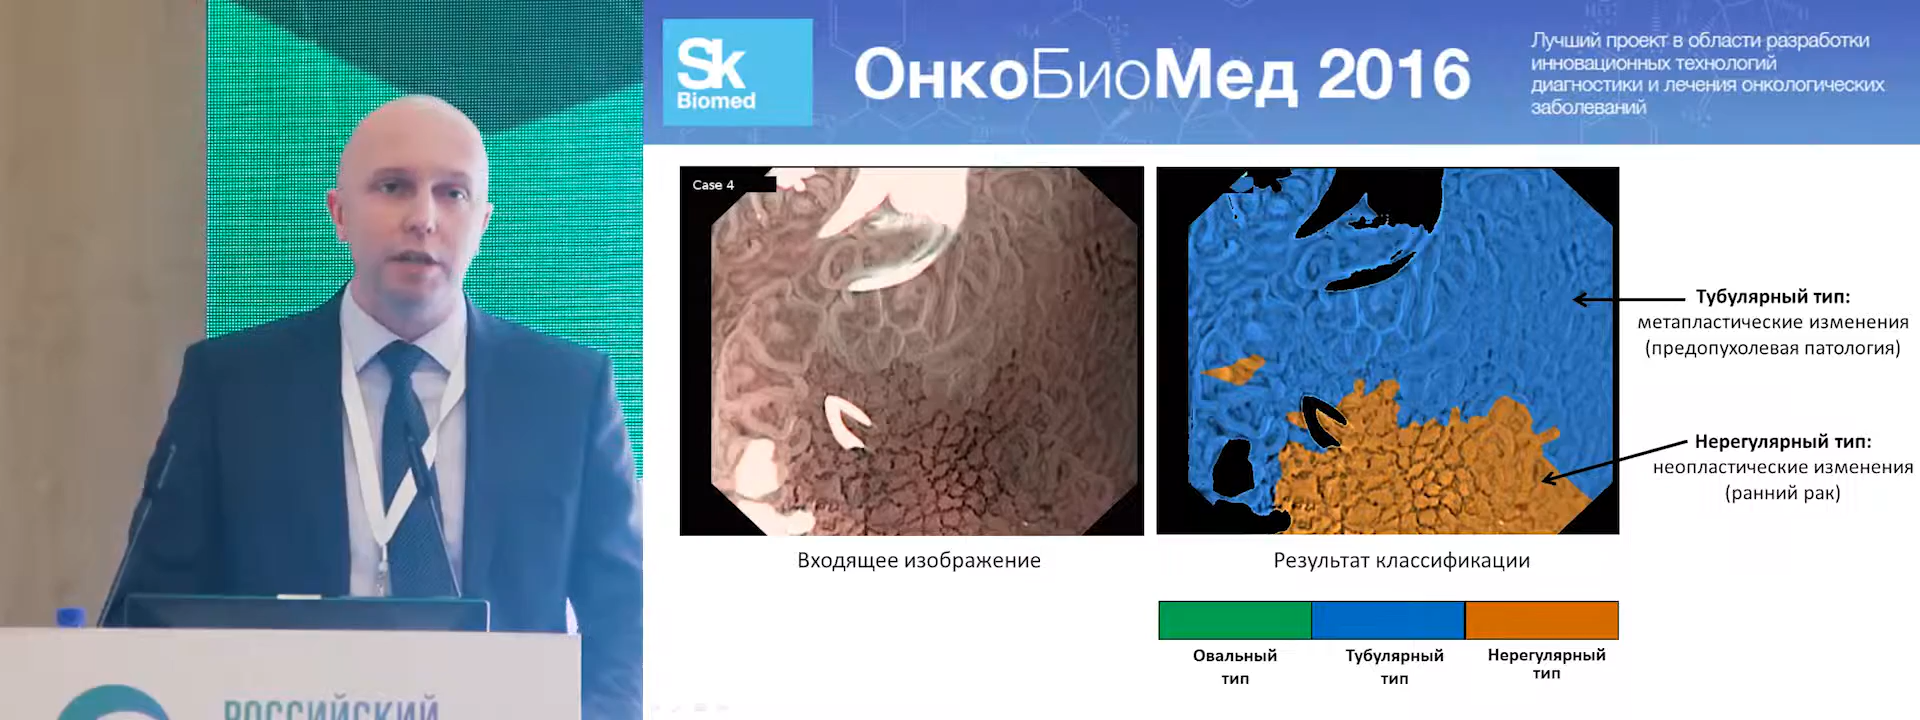 Sk
Biomed
ОнкоБиоМед 2016
Лучший проект в области разработки
инновационных технологий
диагностики и лечения онкологических
заболеваний
Case 4
Тубулярный тип:
метапластические изменения
(предопухолевая патология)
Нерегулярный тип:
неопластические изменения
(ранний рак)
Входящее изображение
Результат классификации
Овальный
тип
Тубулярный
тип
Нерегулярный
тип
РОССИЙСКИЙ